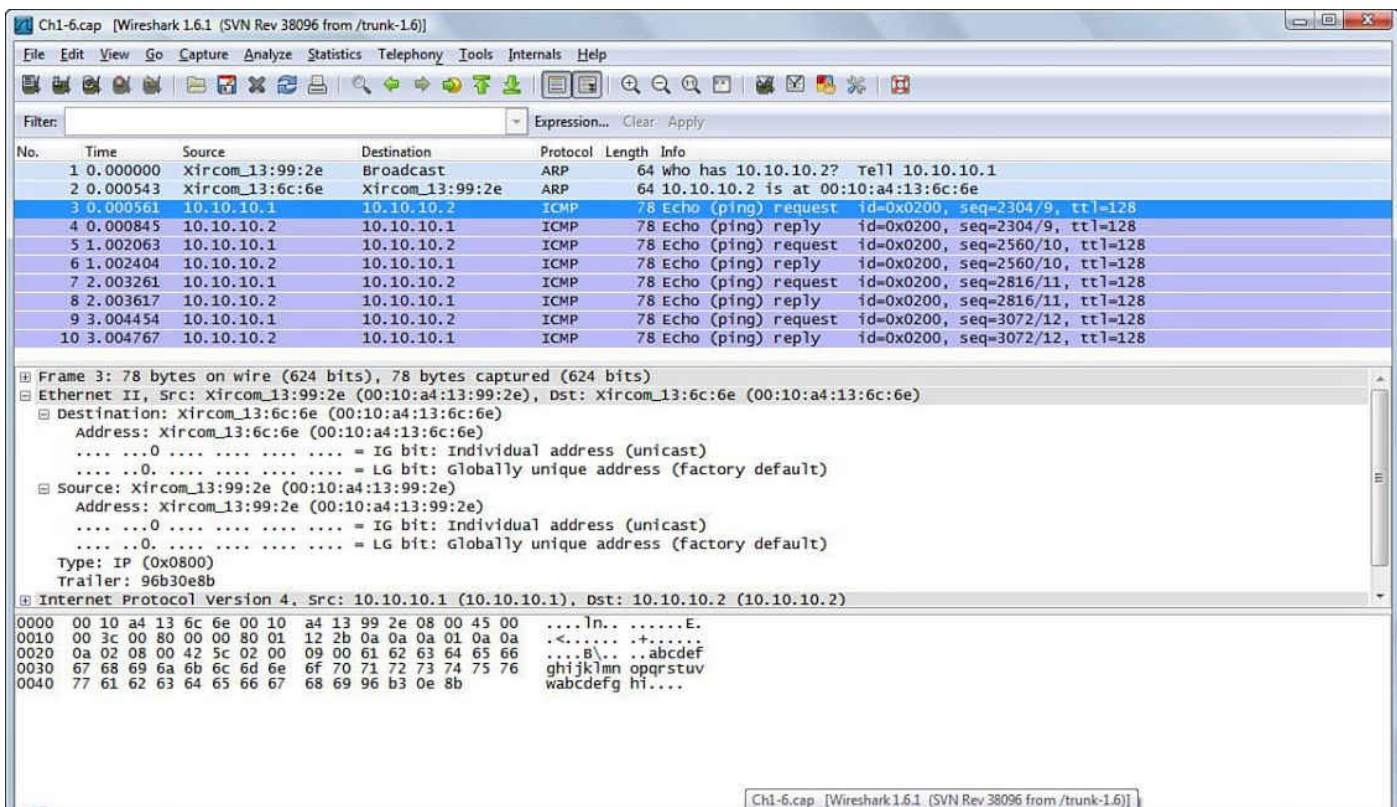 Ch1-6.cap [Wireshark 1.6.1 (SVN Rev 38096 from /trunk-1.6)]
File Edit View Go Capture Analyze Statistics Telephony Tools Internals Help
Filter: Expression... Clear Apply
No. Time Source Destination Protocol Length Info
1 0.000000 Xircom_13:99:2e Broadcast ARP 64 Who has 10.10.10.2? Tell 10.10.10.1
2 0.000543 Xircom_13:6c:6e Xircom_13:99:2e ARP 64 10.10.10.2 is at 00:10:a4:13:6c:6e
3 0.000561 10.10.10.1 10.10.10.2 ICMP 78 Echo (ping) request id=0x0200, seq=2304/9, ttl=128
4 0.000845 10.10.10.2 10.10.10.1 ICMP 78 Echo (ping) reply id=0x0200, seq=2304/9, ttl=128
5 1.002063 10.10.10.1 10.10.10.2 ICMP 78 Echo (ping) request id=0x0200, seq=2560/10, ttl=128
6 1.002404 10.10.10.2 10.10.10.1 ICMP 78 Echo (ping) reply id=0x0200, seq=2560/10, ttl=128
7 2.003261 10.10.10.1 10.10.10.2 ICMP 78 Echo (ping) request id=0x0200, seq=2816/11, ttl=128
8 2.003617 10.10.10.2 10.10.10.1 ICMP 78 Echo (ping) reply id=0x0200, seq=2816/11, ttl=128
9 3.004454 10.10.10.1 10.10.10.2 ICMP 78 Echo (ping) request id=0x0200, seq=3072/12, ttl=128
10 3.004767 10.10.10.2 10.10.10.1 ICMP 78 Echo (ping) reply id=0x0200, seq=3072/12, ttl=128
Frame 3: 78 bytes on wire (624 bits), 78 bytes captured (624 bits)
Ethernet II, Src: Xircom_13:99:2e (00:10:a4:13:99:2e), Dst: Xircom_13:6c:6e (00:10:a4:13:6c:6e)
Destination: Xircom_13:6c:6e (00:10:a4:13:6c:6e)
Address: Xircom_13:6c:6e (00:10:a4:13:6c:6e)
.... ...0 .... .... .... .... = IG bit: Individual address (unicast)
.... ..0. .... .... .... .... = LG bit: Globally unique address (factory default)
Source: Xircom_13:99:2e (00:10:a4:13:99:2e)
Address: Xircom_13:99:2e (00:10:a4:13:99:2e)
.... ...0 .... .... .... .... = IG bit: Individual address (unicast)
.... ..0. .... .... .... .... = LG bit: Globally unique address (factory default)
Type: IP (0x0800)
Trailer: 96b30e8b
Internet Protocol Version 4, Src: 10.10.10.1 (10.10.10.1), Dst: 10.10.10.2 (10.10.10.2)
0000 00 10 a4 13 6c 6e 00 10 a4 13 99 2e 08 00 45 00 ....ln.. ......E.
0010 00 3c 00 80 00 00 80 01 12 2b 0a 0a 0a 01 0a 0a .<...... .+......
0020 0a 02 08 00 42 5c 02 00 09 00 61 62 63 64 65 66 ....B\.. ..abcdef
0030 67 68 69 6a 6b 6c 6d 6e 6f 70 71 72 73 74 75 76 ghijklmn opqrstuv
0040 77 61 62 63 64 65 66 67 68 69 96 b3 0e 8b wabcdefg hi....
Ch1-6.cap [Wireshark 1.6.1 (SVN Rev 38096 from /trunk-1.6)]